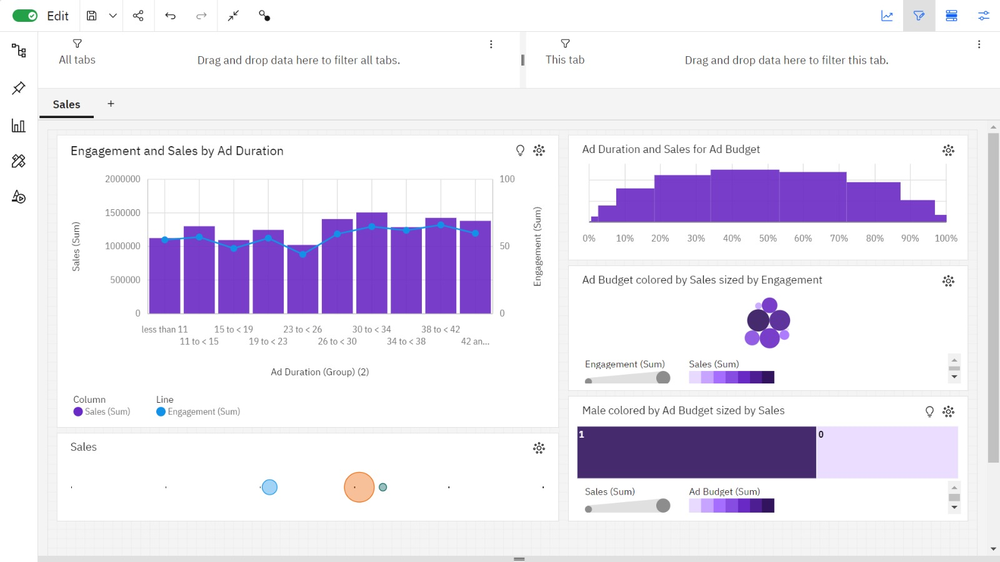 Edit
All tabs
Drag and drop data here to filter all tabs.
This tab
Drag and drop data here to filter this tab.
Sales
+
Engagement and Sales by Ad Duration
2000000
1500000
1000000
500000
0
Sales (Sum)
100
50
0
Engagement (Sum)
less than 11
11 to < 15
15 to < 19
19 to < 23
23 to < 26
26 to < 30
30 to < 34
34 to < 38
38 to < 42
42 an...
Ad Duration (Group) (2)
Column
Sales (Sum)
Line
Engagement (Sum)
Sales
Ad Duration and Sales for Ad Budget
0% 10% 20% 30% 40% 50% 60% 70% 80% 90% 100%
Ad Budget colored by Sales sized by Engagement
Engagement (Sum)
Sales (Sum)
Male colored by Ad Budget sized by Sales
1
0
Sales (Sum)
Ad Budget (Sum)